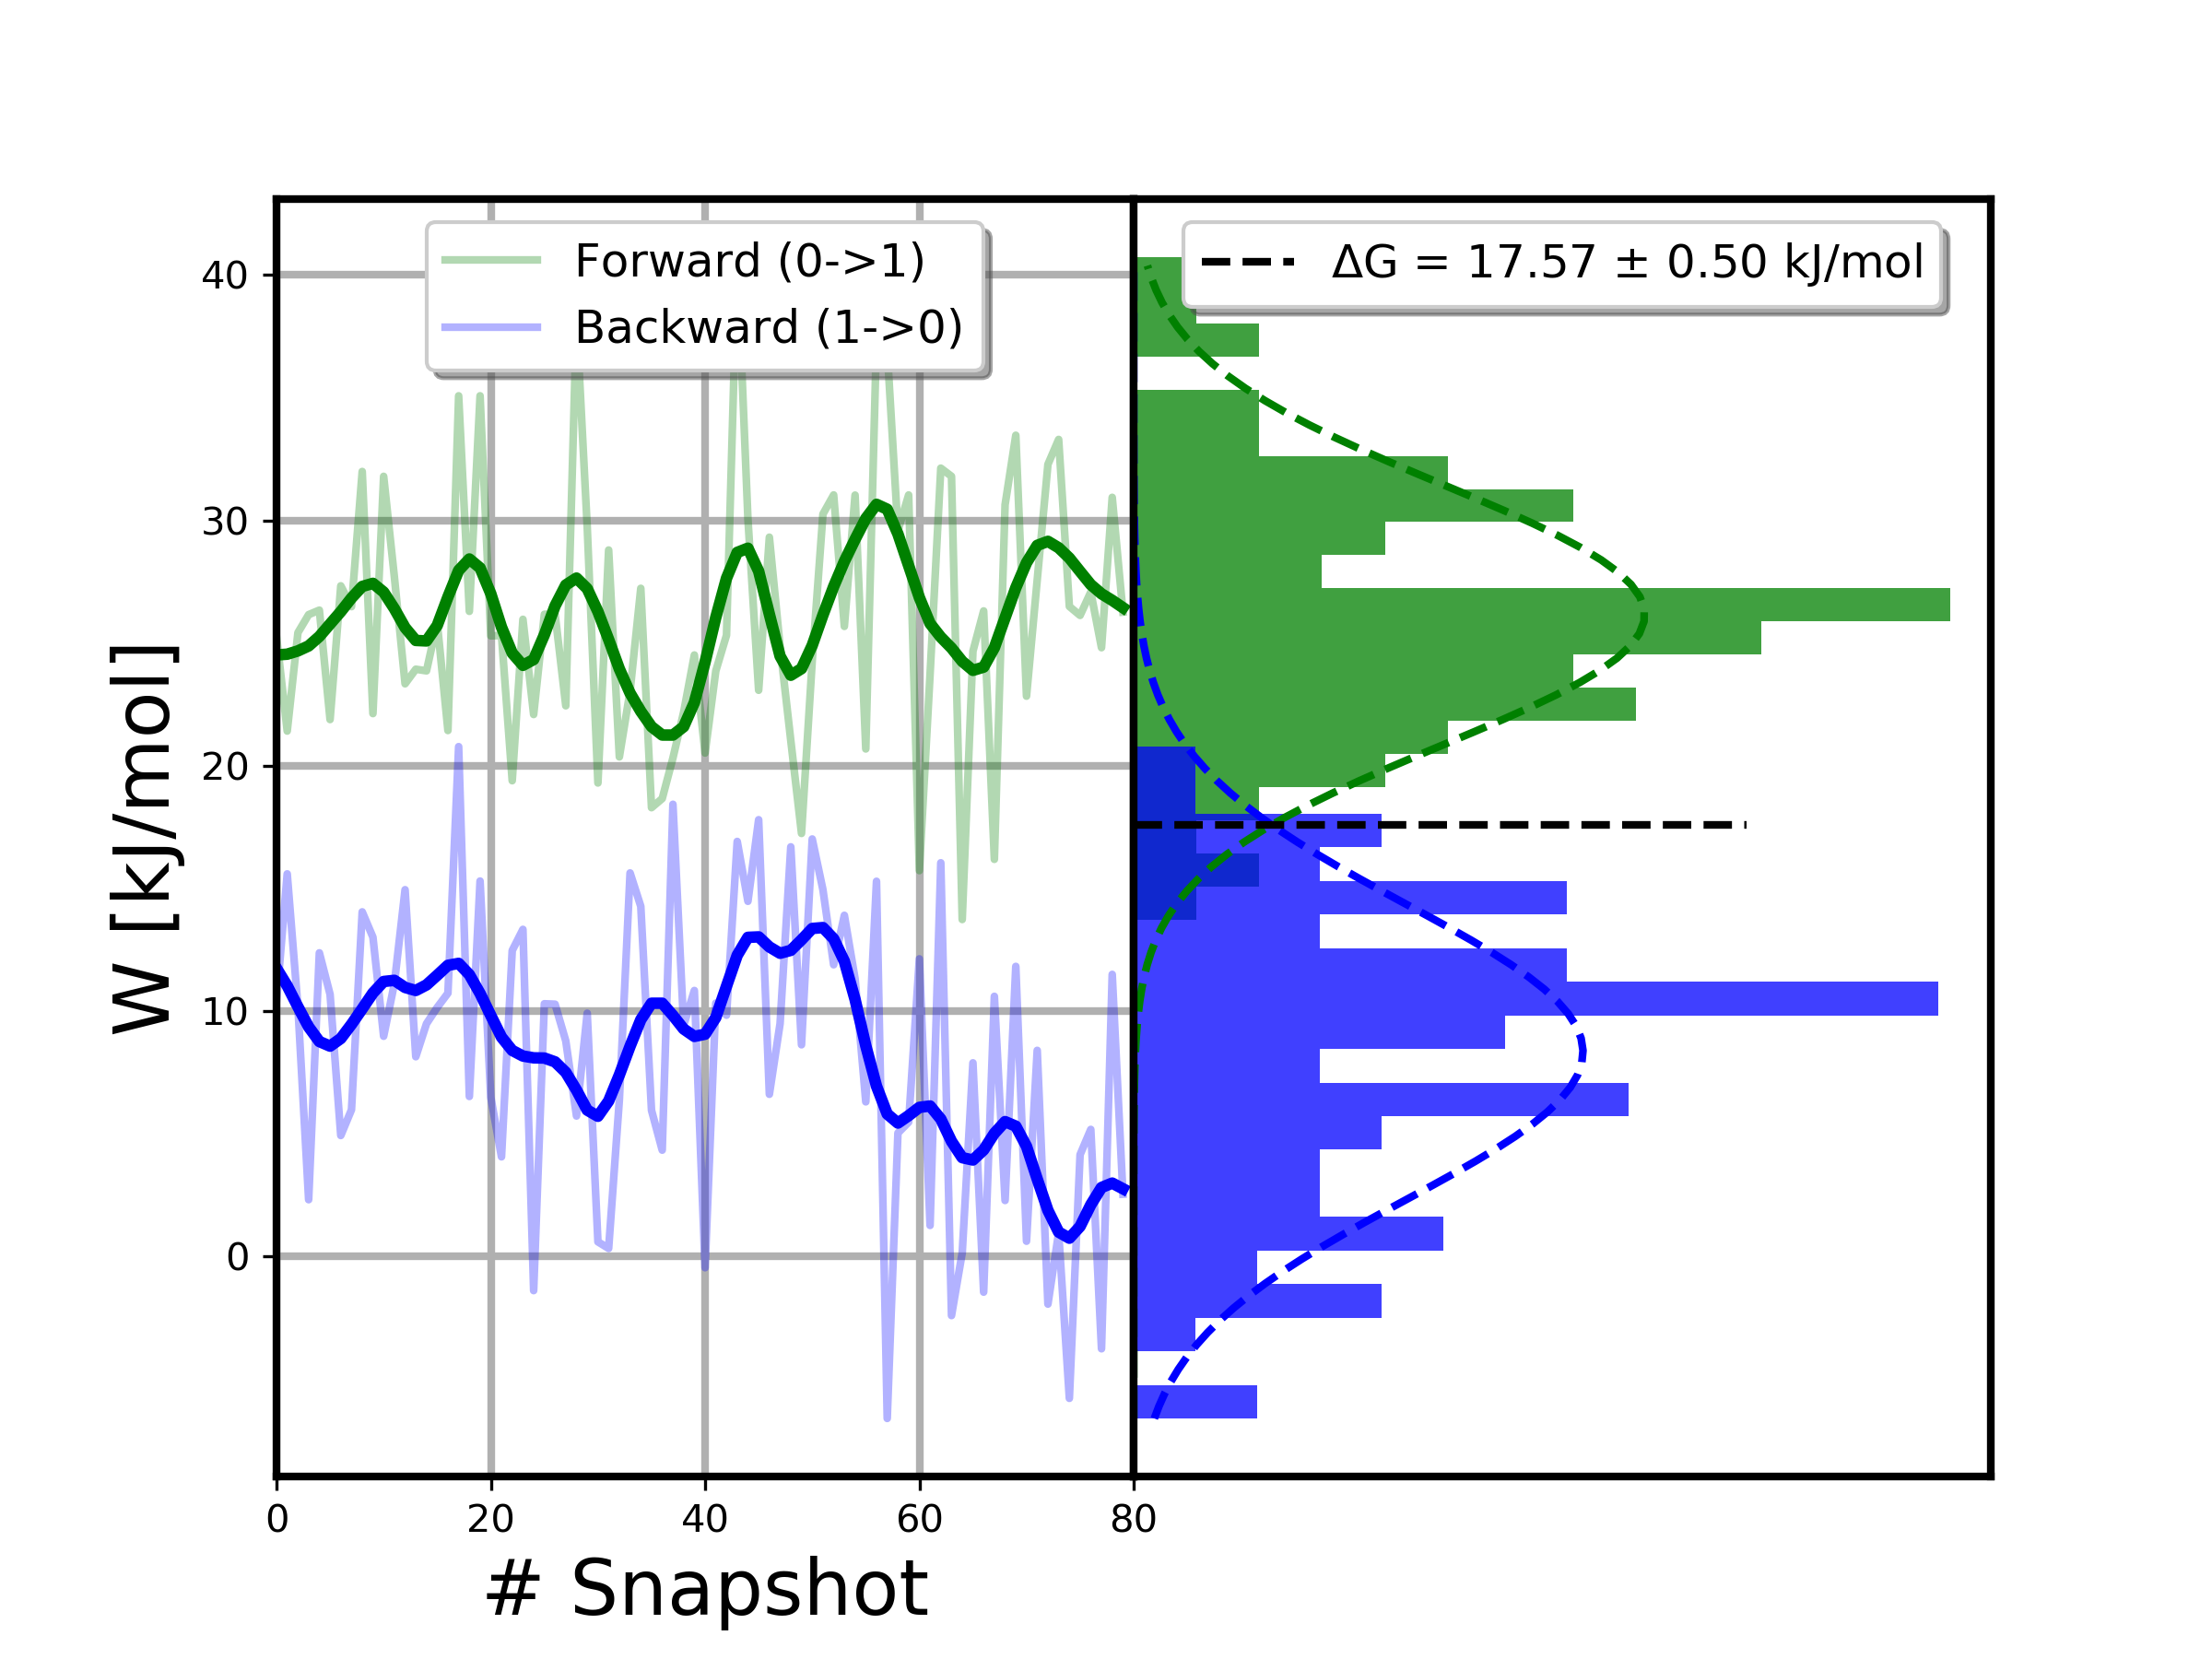 Forward (0->1)
Backward (1->0)
ΔG = 17.57 ± 0.50 kJ/mol
W [kJ/mol]
40
30
20
10
0
0 20 40 60 80
# Snapshot